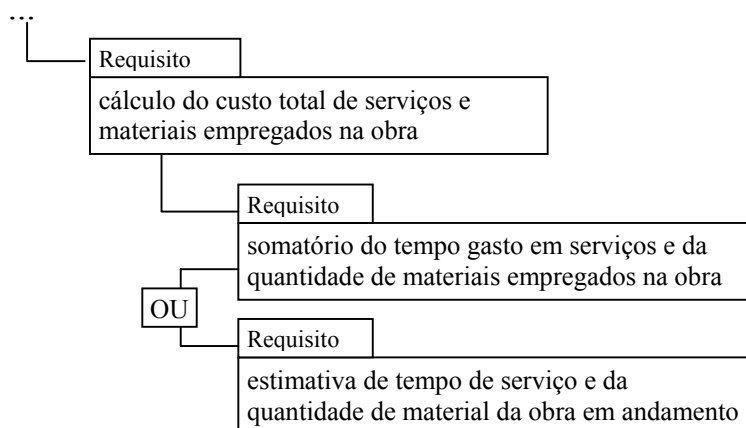 ...
Requisito
cálculo do custo total de serviços e
materiais empregados na obra
Requisito
somatório do tempo gasto em serviços e da
quantidade de materiais empregados na obra
OU
Requisito
estimativa de tempo de serviço e da
quantidade de material da obra em andamento